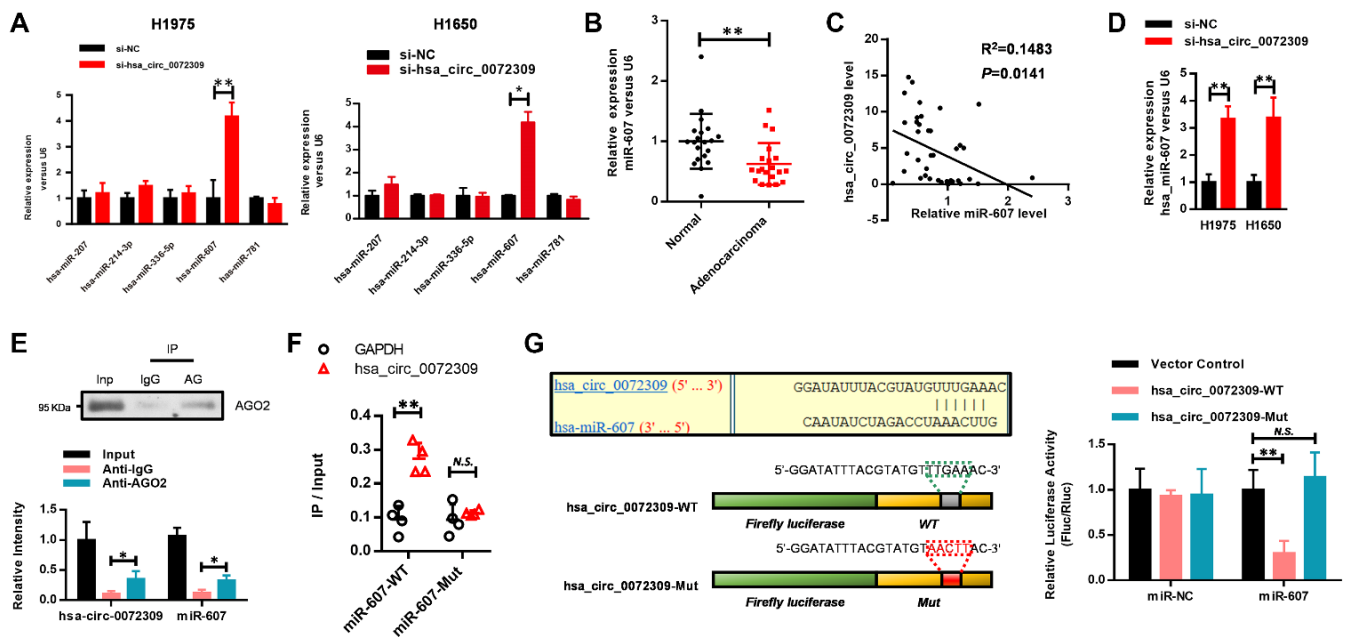 A
H1975
si-NC
si-hsa_circ_0072309
Relative expression
versus U6
5
4
3
2
1
0
**
hsa-miR-207
hsa-miR-214-3p
hsa-miR-336-5p
hsa-miR-607
hsa-miR-781
H1650
si-NC
si-hsa_circ_0072309
Relative expression
versus U6
5
4
3
2
1
0
*
hsa-miR-207
hsa-miR-214-3p
hsa-miR-336-5p
hsa-miR-607
hsa-miR-781
B
Relative expression
miR-607 versus U6
3
2
1
0
**
Normal
Adenocarcinoma
C
hsa_circ_0072309 level
20
15
10
5
0
-5
R²=0.1483
P=0.0141
1
2
3
Relative miR-607 level
D
si-NC
si-hsa_circ_0072309
Relative expression
hsa_miR-607 versus U6
5
4
3
2
1
0
**
**
H1975
H1650
E
IP
Inp
IgG
AG
95 KDa
AGO2
Input
Anti-IgG
Anti-AGO2
Relative Intensity
1.5
1.0
0.5
0.0
*
*
hsa-circ-0072309
miR-607
F
GAPDH
hsa_circ_0072309
IP / Input
0.4
0.3
0.2
0.1
0.0
**
N.S.
miR-607-WT
miR-607-Mut
G
hsa_circ_0072309 (5' ... 3')
GGAUAUUUACGUAUGUUUGAAAC
||||||
hsa-miR-607 (3' ... 5')
CAAUAUCUAGACCUAAACUUG
5'-GGATATTTACGTATGTTTGAAAC-3'
hsa_circ_0072309-WT
Firefly luciferase
WT
5'-GGATATTTACGTATGTAACTTAC-3'
hsa_circ_0072309-Mut
Firefly luciferase
Mut
Vector Control
hsa_circ_0072309-WT
hsa_circ_0072309-Mut
Relative Luciferase Activity
(Fluc/Rluc)
1.5
1.0
0.5
0.0
N.S.
**
miR-NC
miR-607